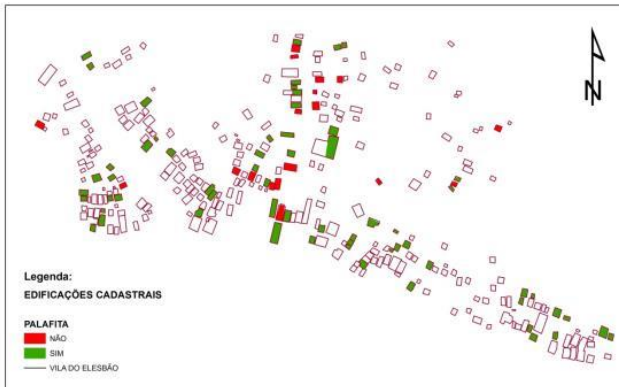 N
Legenda:
EDIFICAÇÕES CADASTRAIS
PALAFITA
NÃO
SIM
VILA DO ELESBÃO